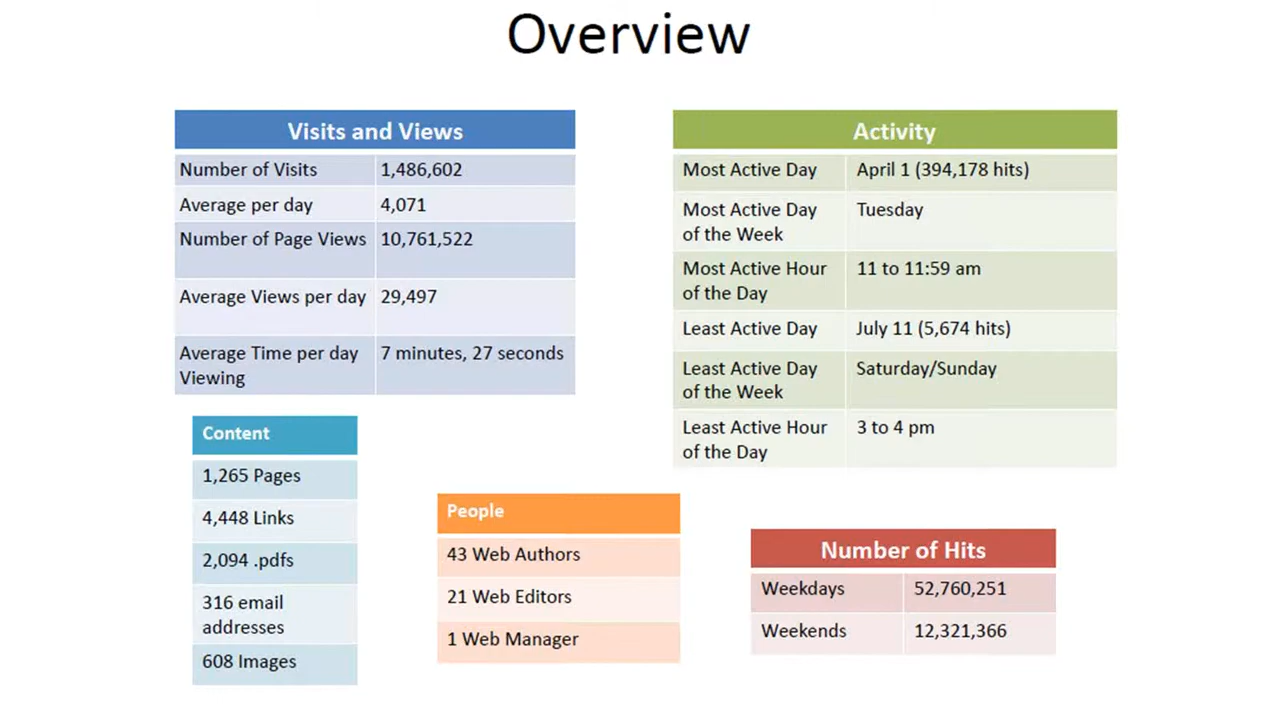 Overview
Visits and Views
Number of Visits 1,486,602
Average per day 4,071
Number of Page Views 10,761,522
Average Views per day 29,497
Average Time per day 7 minutes, 27 seconds
Viewing
Activity
Most Active Day April 1 (394,178 hits)
Most Active Day Tuesday
of the Week
Most Active Hour 11 to 11:59 am
of the Day
Least Active Day July 11 (5,674 hits)
Least Active Day Saturday/Sunday
of the Week
Least Active Hour 3 to 4 pm
of the Day
Content
1,265 Pages
4,448 Links
2,094 .pdfs
316 email
addresses
608 Images
People
43 Web Authors
21 Web Editors
1 Web Manager
Number of Hits
Weekdays 52,760,251
Weekends 12,321,366